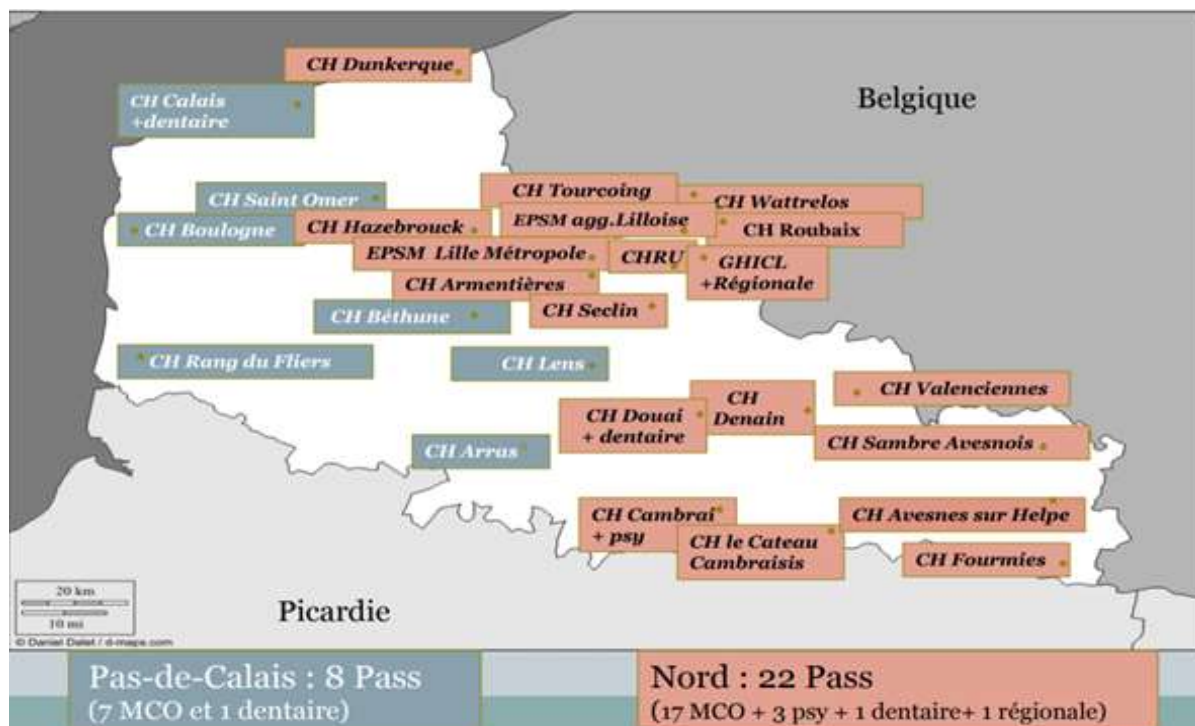 CH Dunkerque
CH Calais
+dentaire
Belgique
CH Saint Omer
CH Tourcoing
CH Wattrelos
CH Boulogne
CH Hazebrouck
EPSM agg.Lilloise
CH Roubaix
EPSM Lille Métropole
CHRU
GHICL
+Régionale
CH Armentières
CH Seclin
CH Béthune
CH Rang du Fliers
CH Lens
CH Valenciennes
CH
Denain
CH Douai
+ dentaire
CH Sambre Avesnois
CH Arras
CH Cambrai
+ psy
CH Avesnes sur Helpe
CH le Cateau
Cambraisis
CH Fourmies
20 km
10 mi
Picardie
© Daniel Dalet / d-maps.com
Pas-de-Calais : 8 Pass
(7 MCO et 1 dentaire)
Nord : 22 Pass
(17 MCO + 3 psy + 1 dentaire+ 1 régionale)